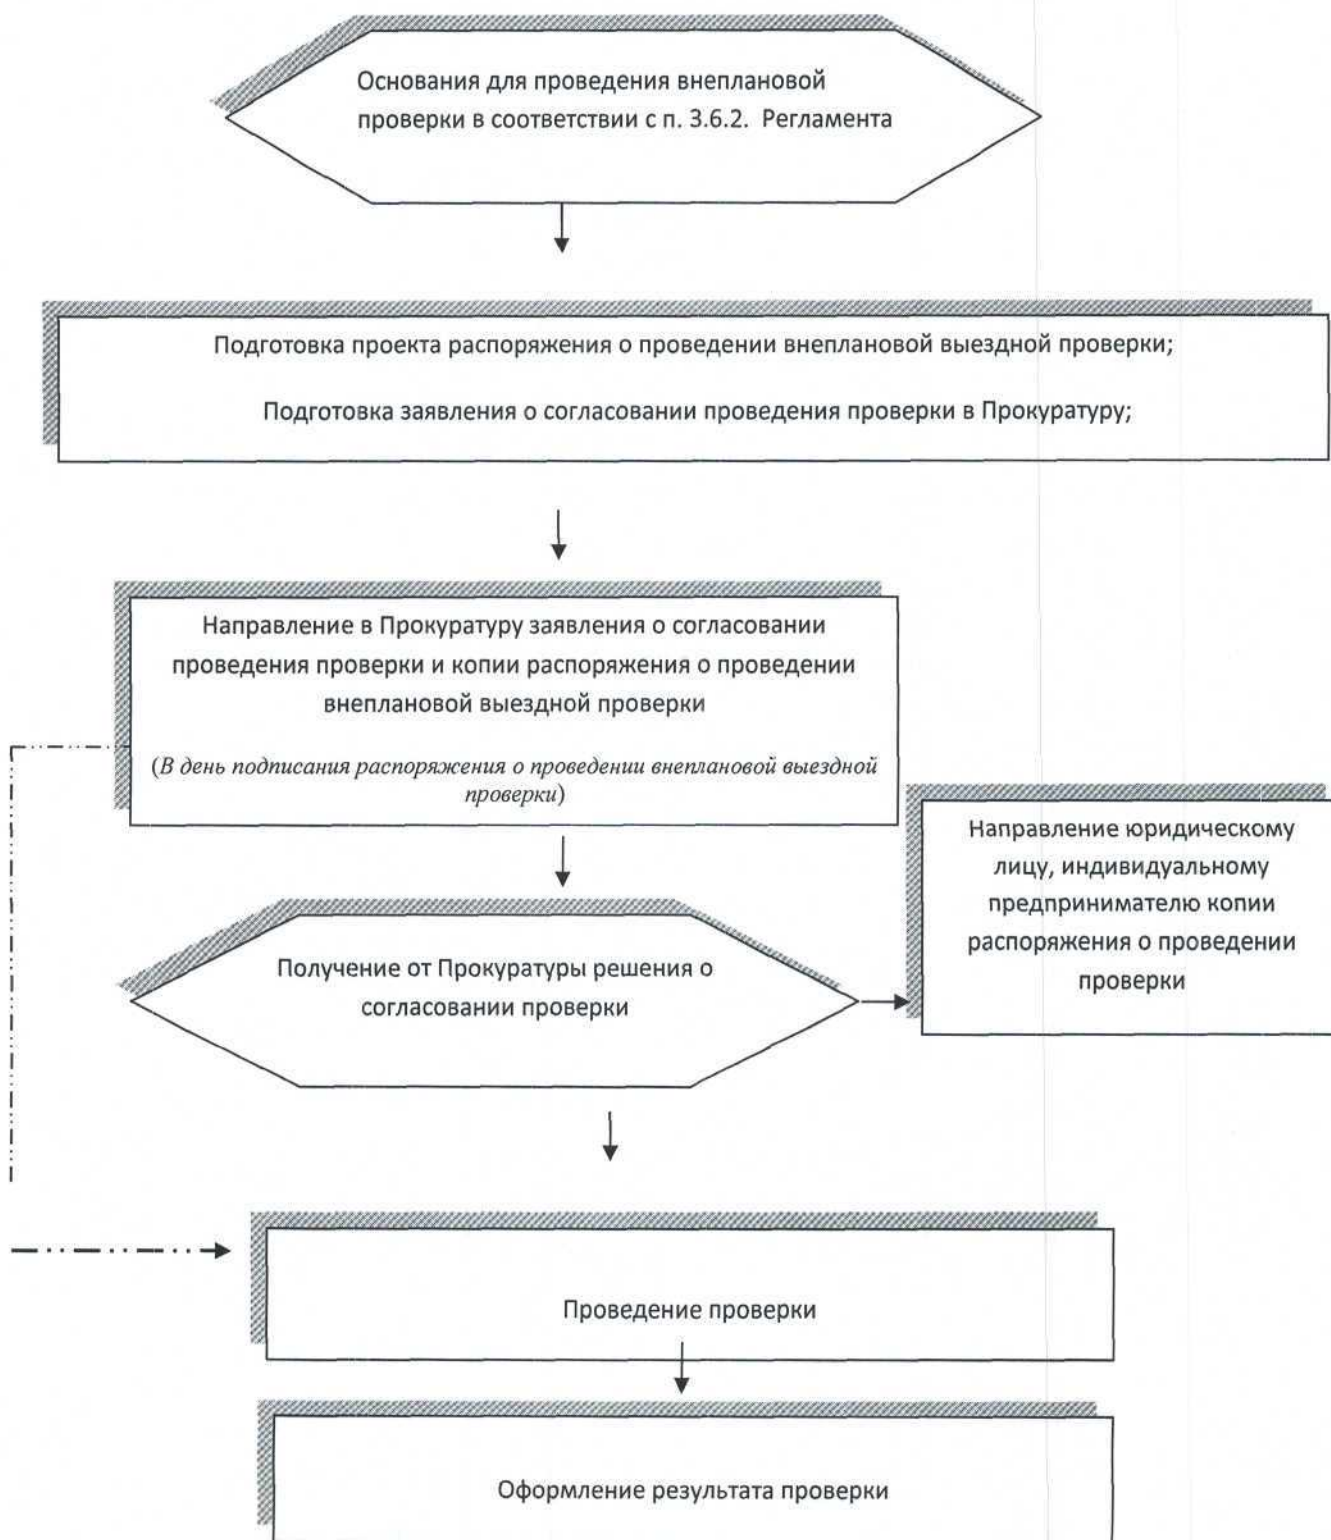 Основания для проведения внеплановой
проверки в соответствии с п. 3.6.2. Регламента
Подготовка проекта распоряжения о проведении внеплановой выездной проверки;
Подготовка заявления о согласовании проведения проверки в Прокуратуру;
Направление в Прокуратуру заявления о согласовании
проведения проверки и копии распоряжения о проведении
внеплановой выездной проверки
(В день подписания распоряжения о проведении внеплановой выездной
проверки)
Направление юридическому
лицу, индивидуальному
предпринимателю копии
распоряжения о проведении
проверки
Получение от Прокуратуры решения о
согласовании проверки
Проведение проверки
Оформление результата проверки